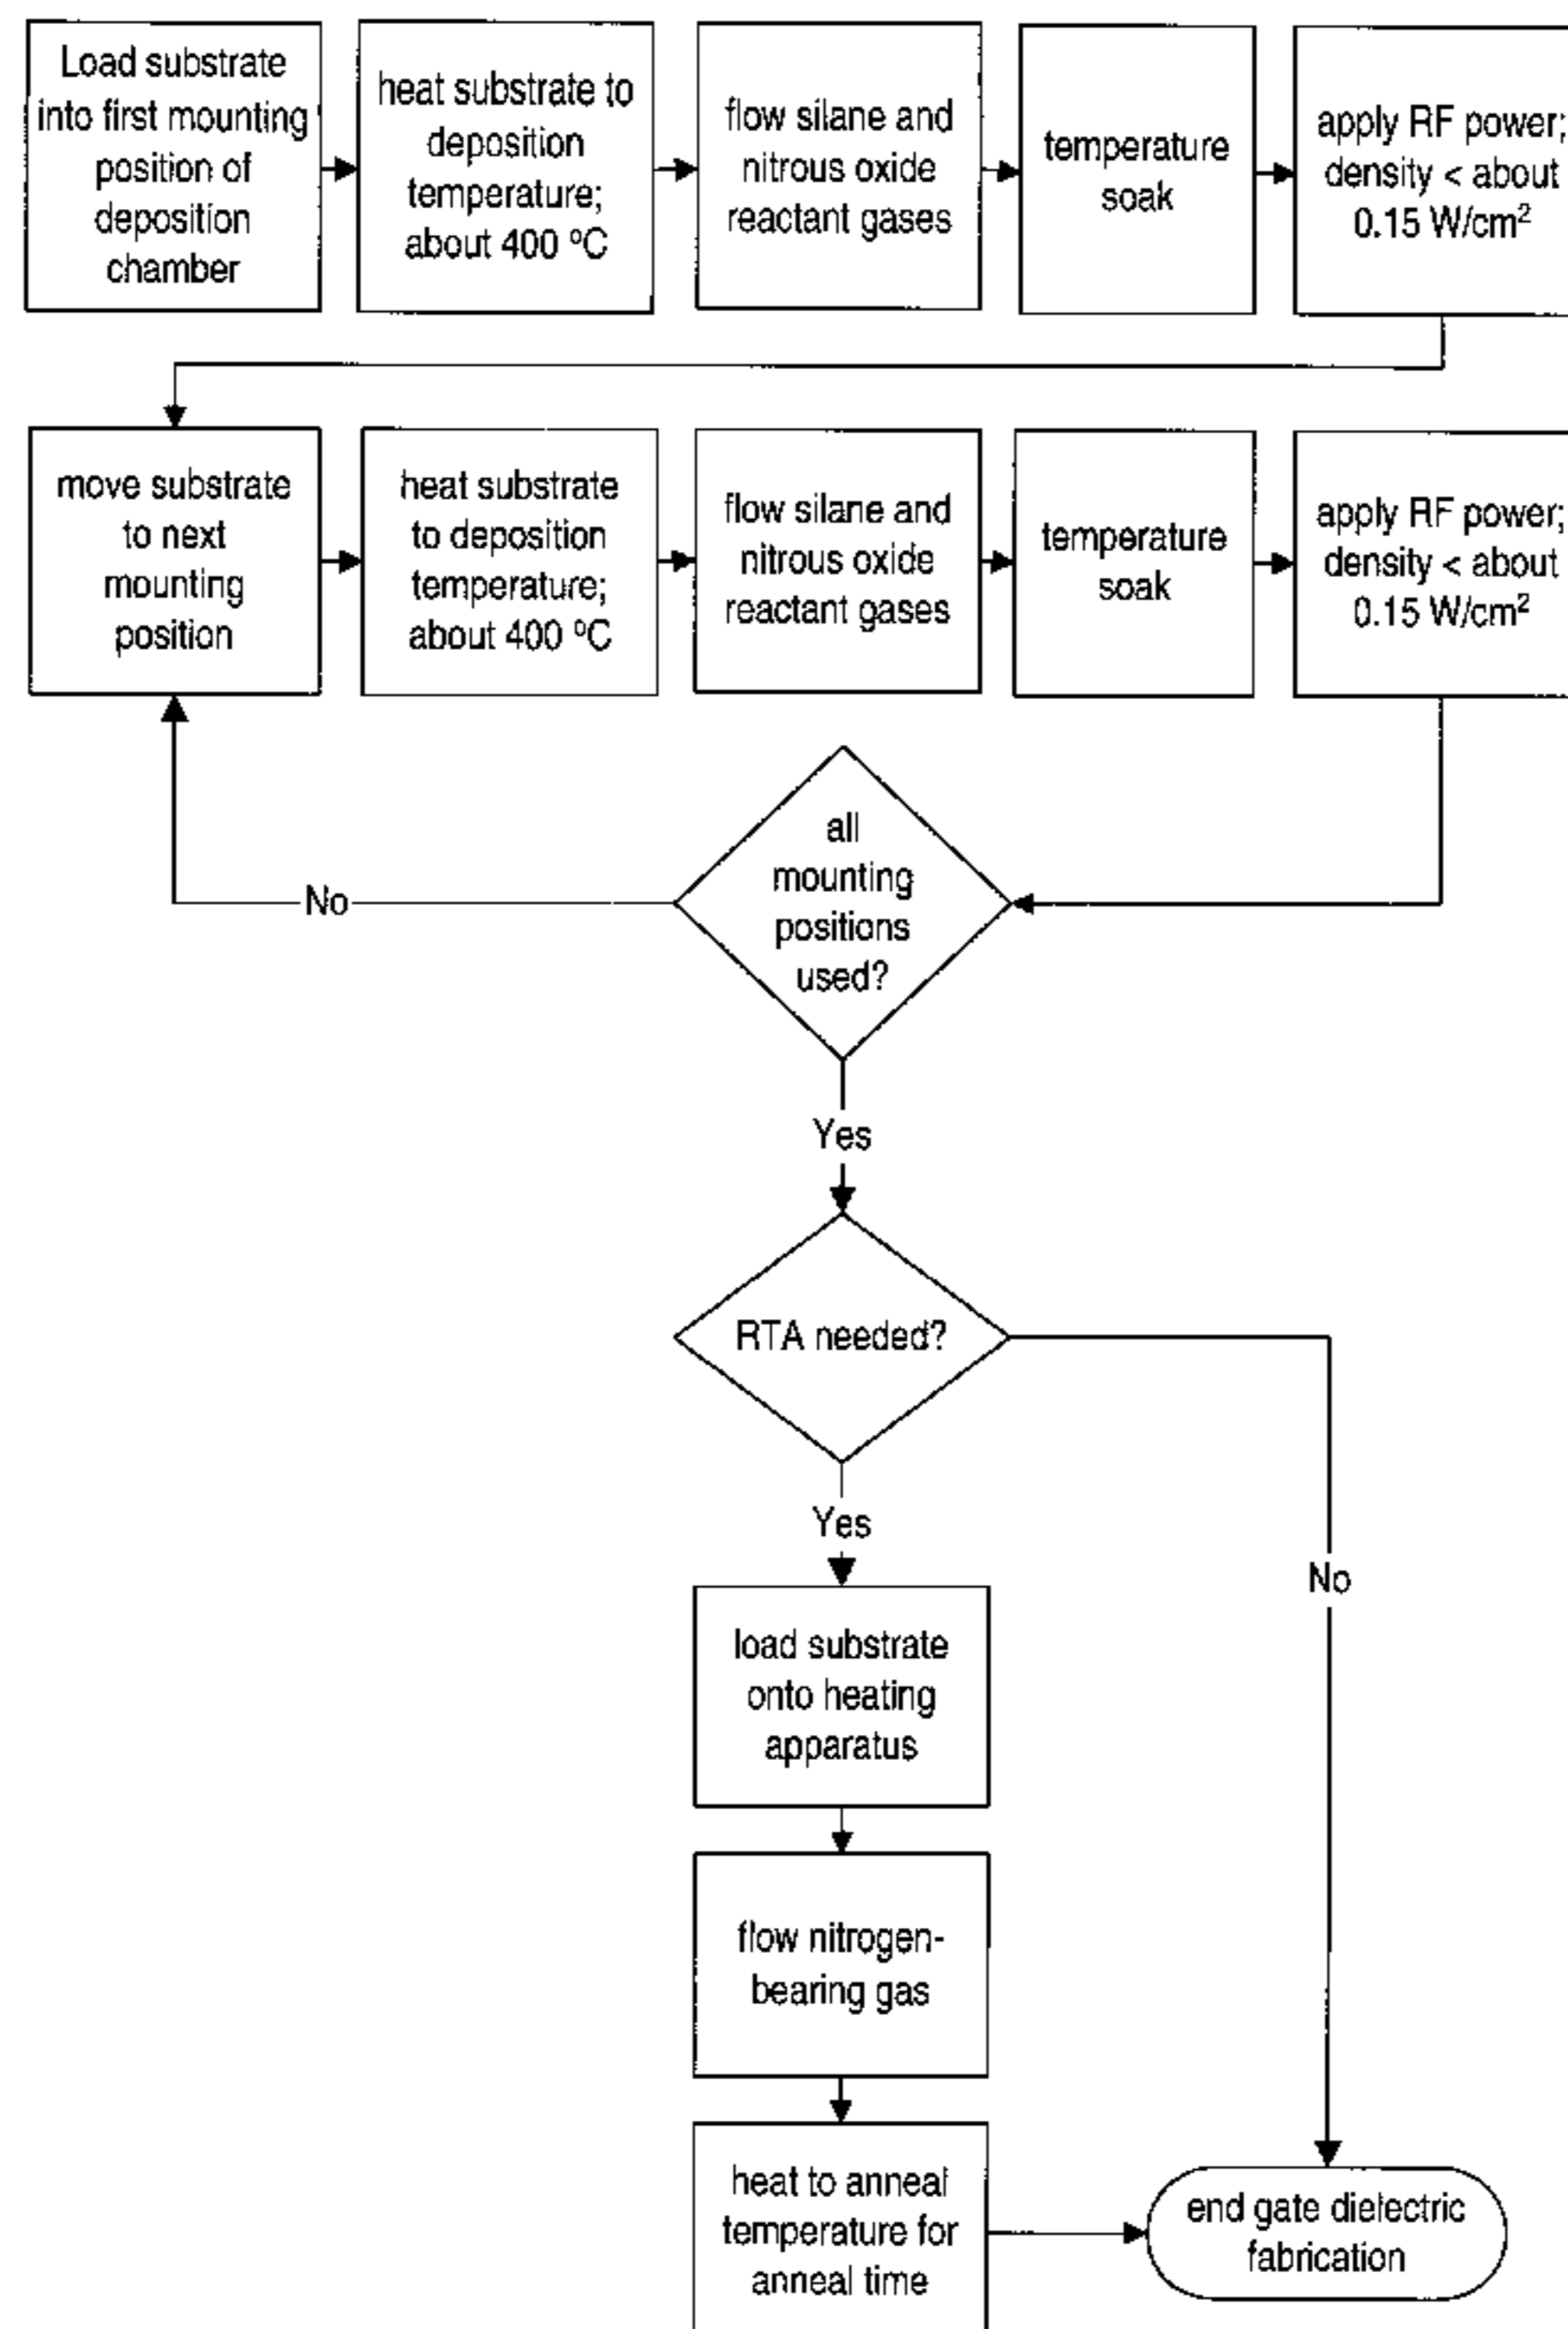 Load substrate
into first mounting
position of
deposition
chamber
heat substrate to
deposition
temperature;
about 400 ºC
flow silane and
nitrous oxide
reactant gases
temperature
soak
apply RF power;
density < about
0.15 W/cm²
move substrate
to next
mounting
position
heat substrate
to deposition
temperature;
about 400 ºC
flow silane and
nitrous oxide
reactant gases
temperature
soak
apply RF power;
density < about
0.15 W/cm²
all
mounting
positions
used?
No
Yes
RTA needed?
Yes
No
load substrate
onto heating
apparatus
flow nitrogen-
bearing gas
heat to anneal
temperature for
anneal time
end gate dielectric
fabrication